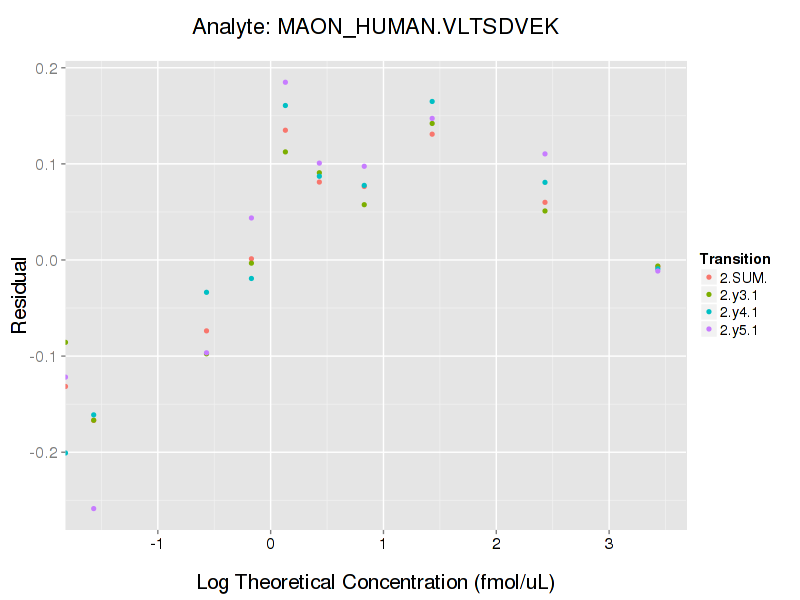 Analyte: MAON_HUMAN.VLTSDVEK
Residual
0.2
0.1
0.0
-0.1
-0.2
-1
0
1
2
3
Log Theoretical Concentration (fmol/uL)
Transition
2.SUM.
2.y3.1
2.y4.1
2.y5.1